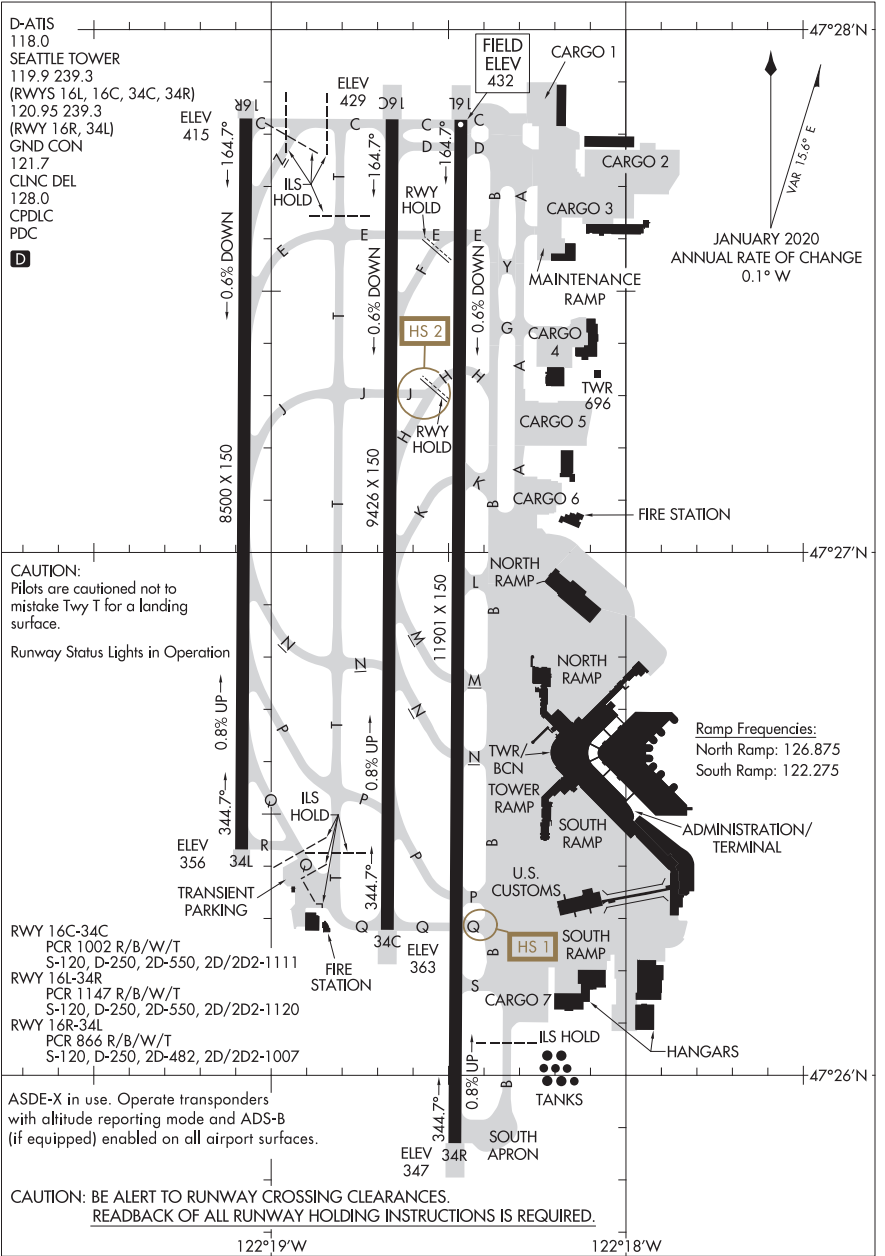 D-ATIS
118.0
SEATTLE TOWER
119.9 239.3
(RWYS 16L, 16C, 34C, 34R)
120.95 239.3
(RWY 16R, 34L)
GND CON
121.7
CLNC DEL
128.0
CPDLC
PDC
D
ELEV
415
ELEV
429
16R
16C
16L
FIELD
ELEV
432
CARGO 1
47°28'N
VAR 15.6° E
JANUARY 2020
ANNUAL RATE OF CHANGE
0.1° W
C
C
C
C
D
D
164.7°
164.7°
164.7°
N
ILS
HOLD
T
CARGO 2
B
A
RWY
HOLD
CARGO 3
E
E
E
E
F
Y
MAINTENANCE
RAMP
0.6% DOWN
0.6% DOWN
0.6% DOWN
T
HS 2
G
CARGO
4
A
TWR
696
H
H
J
J
J
RWY
HOLD
CARGO 5
H
8500 X 150
9426 X 150
11901 X 150
K
A
K
B
CARGO 6
T
FIRE STATION
47°27'N
CAUTION:
Pilots are cautioned not to
mistake Twy T for a landing
surface.
Runway Status Lights in Operation
NORTH
RAMP
L
B
N
N
M
M
N
N
NORTH
RAMP
0.8% UP
0.8% UP
P
T
TWR/
BCN
TOWER
RAMP
Ramp Frequencies:
North Ramp: 126.875
South Ramp: 122.275
Q
P
ILS
HOLD
344.7°
SOUTH
RAMP
ADMINISTRATION/
TERMINAL
B
P
ELEV
356
34L
R
Q
T
344.7°
U.S.
CUSTOMS
TRANSIENT
PARKING
P
Q
Q
Q
HS 1
SOUTH
RAMP
B
34C
ELEV
363
FIRE
STATION
RWY 16C-34C
PCR 1002 R/B/W/T
S-120, D-250, 2D-550, 2D/2D2-1111
RWY 16L-34R
PCR 1147 R/B/W/T
S-120, D-250, 2D-550, 2D/2D2-1120
RWY 16R-34L
PCR 866 R/B/W/T
S-120, D-250, 2D-482, 2D/2D2-1007
S
CARGO 7
ILS HOLD
HANGARS
0.8% UP
B
TANKS
47°26'N
ASDE-X in use. Operate transponders
with altitude reporting mode and ADS-B
(if equipped) enabled on all airport surfaces.
344.7°
ELEV
347
34R
SOUTH
APRON
CAUTION: BE ALERT TO RUNWAY CROSSING CLEARANCES.
READBACK OF ALL RUNWAY HOLDING INSTRUCTIONS IS REQUIRED.
122°19'W
122°18'W